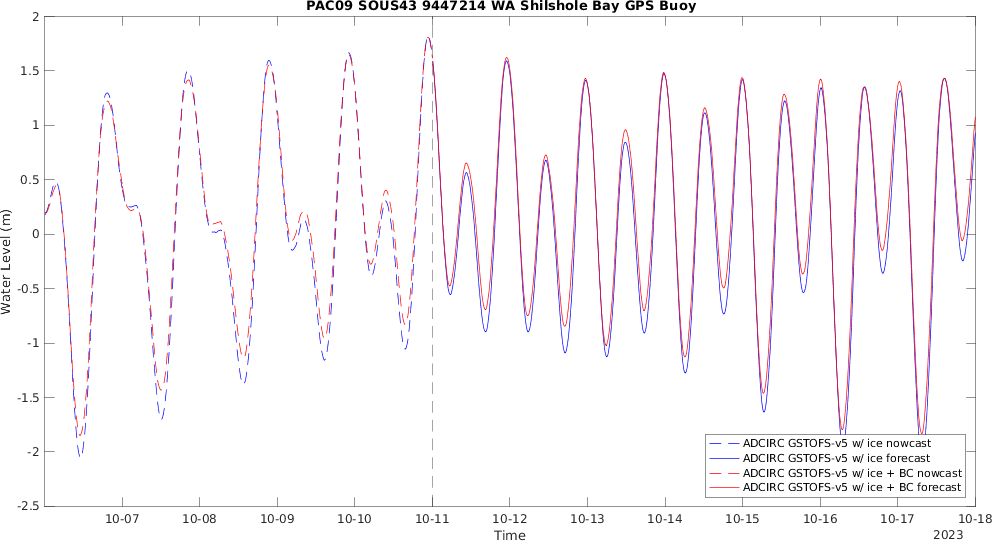 PAC09 SOUS43 9447214 WA Shilshole Bay GPS Buoy
Water Level (m)
2
1.5
1
0.5
0
-0.5
-1
-1.5
-2
-2.5
ADCIRC GSTOFS-v5 w/ ice nowcast
ADCIRC GSTOFS-v5 w/ ice forecast
ADCIRC GSTOFS-v5 w/ ice + BC nowcast
ADCIRC GSTOFS-v5 w/ ice + BC forecast
10-07 10-08 10-09 10-10 10-11 10-12 10-13 10-14 10-15 10-16 10-17 10-18
Time
2023